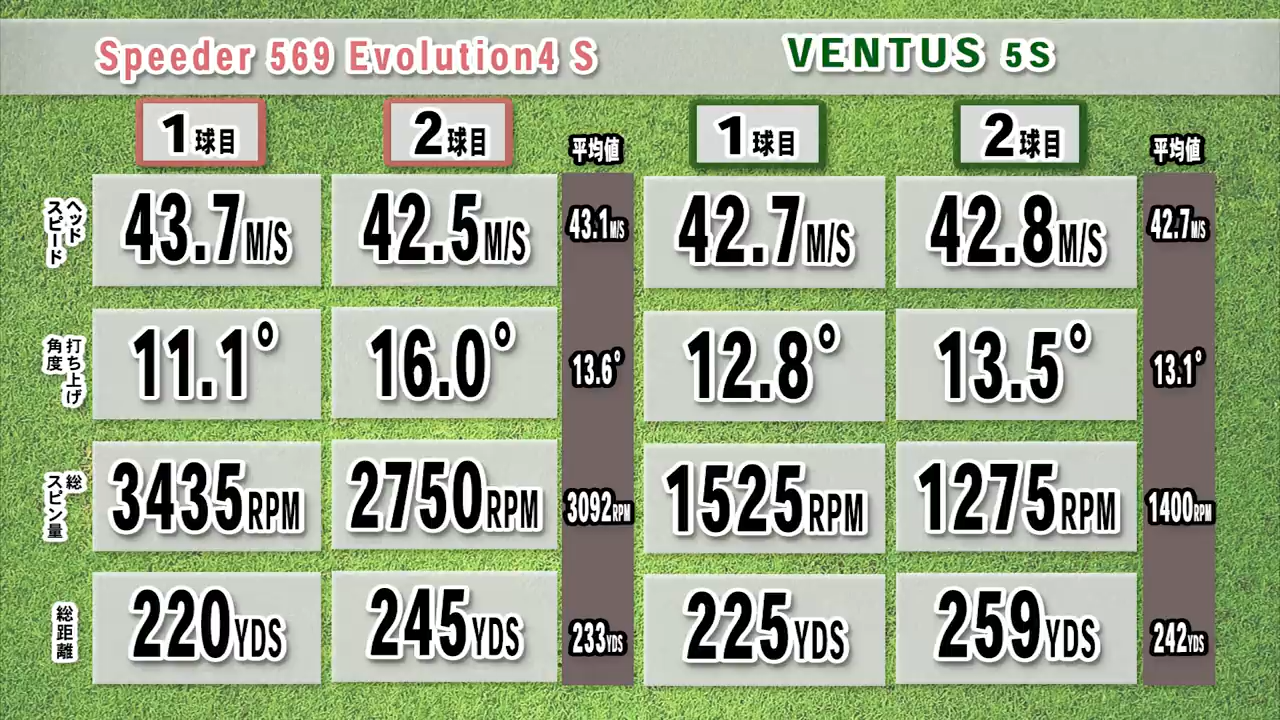 Speeder 569 Evolution4 S
VENTUS 5S
1球目
2球目
平均値
1球目
2球目
平均値
ヘッド
スピード
43.7M/S
42.5M/S
43.1M/S
42.7M/S
42.8M/S
42.7M/S
打ち上げ
角度
11.1°
16.0°
13.6°
12.8°
13.5°
13.1°
総
スピン量
3435RPM
2750RPM
3092RPM
1525RPM
1275RPM
1400RPM
総距離
220YDS
245YDS
233YDS
225YDS
259YDS
242YDS